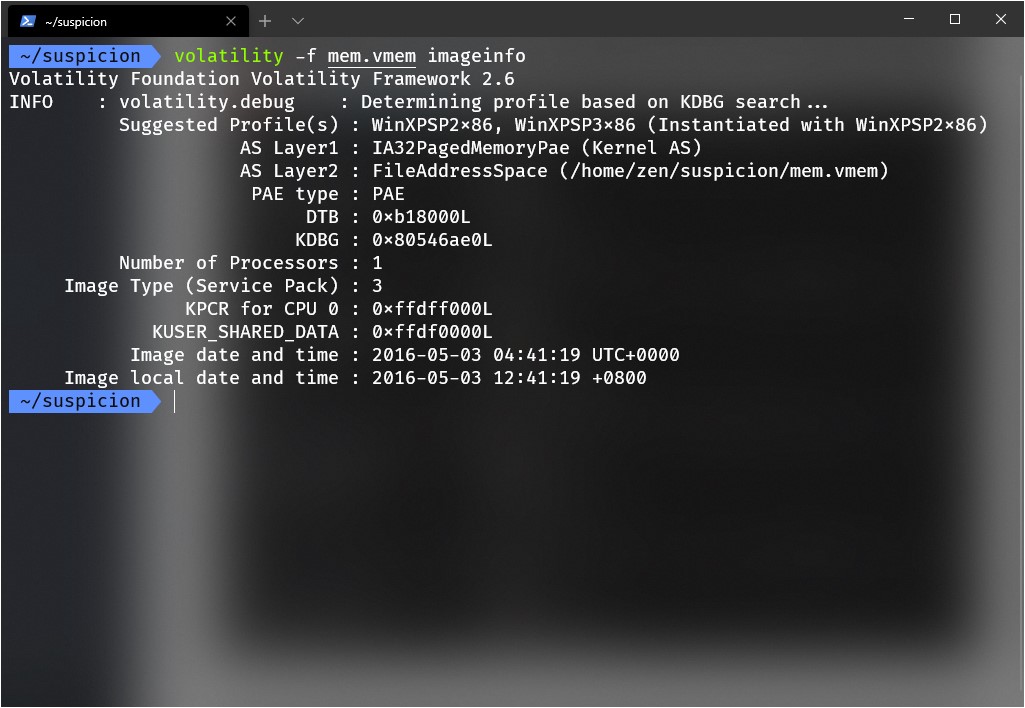 ~/suspicion
~/suspicion volatility -f mem.vmem imageinfo
Volatility Foundation Volatility Framework 2.6
INFO    : volatility.debug    : Determining profile based on KDBG search...
          Suggested Profile(s) : WinXPSP2x86, WinXPSP3x86 (Instantiated with WinXPSP2x86)
                     AS Layer1 : IA32PagedMemoryPae (Kernel AS)
                     AS Layer2 : FileAddressSpace (/home/zen/suspicion/mem.vmem)
                      PAE type : PAE
                           DTB : 0xb18000L
                          KDBG : 0x80546ae0L
          Number of Processors : 1
     Image Type (Service Pack) : 3
                KPCR for CPU 0 : 0xffdff000L
             KUSER_SHARED_DATA : 0xffdf0000L
           Image date and time : 2016-05-03 04:41:19 UTC+0000
     Image local date and time : 2016-05-03 12:41:19 +0800
~/suspicion